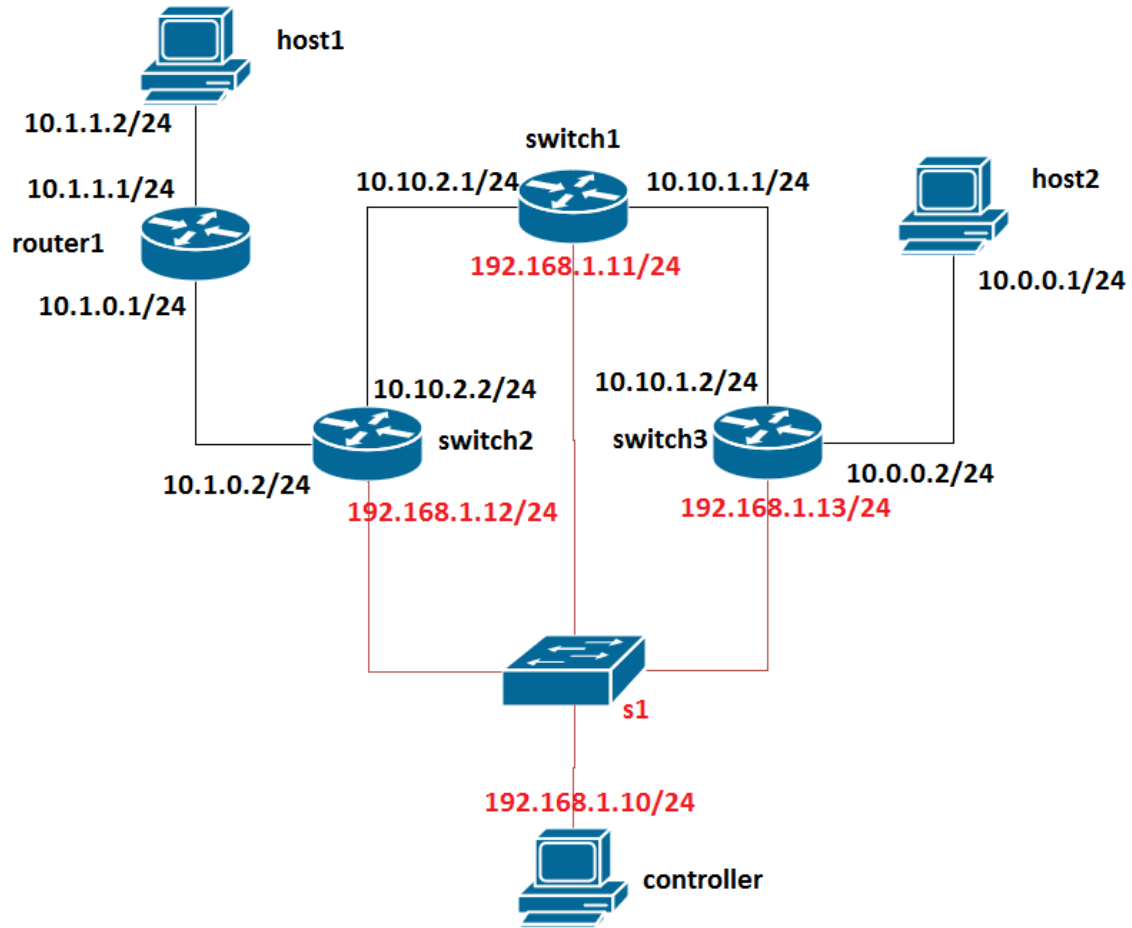 host1
10.1.1.2/24
switch1
10.1.1.1/24
10.10.2.1/24
10.10.1.1/24
host2
router1
192.168.1.11/24
10.0.0.1/24
10.1.0.1/24
10.10.2.2/24
10.10.1.2/24
switch2
switch3
10.1.0.2/24
10.0.0.2/24
192.168.1.12/24
192.168.1.13/24
s1
192.168.1.10/24
controller